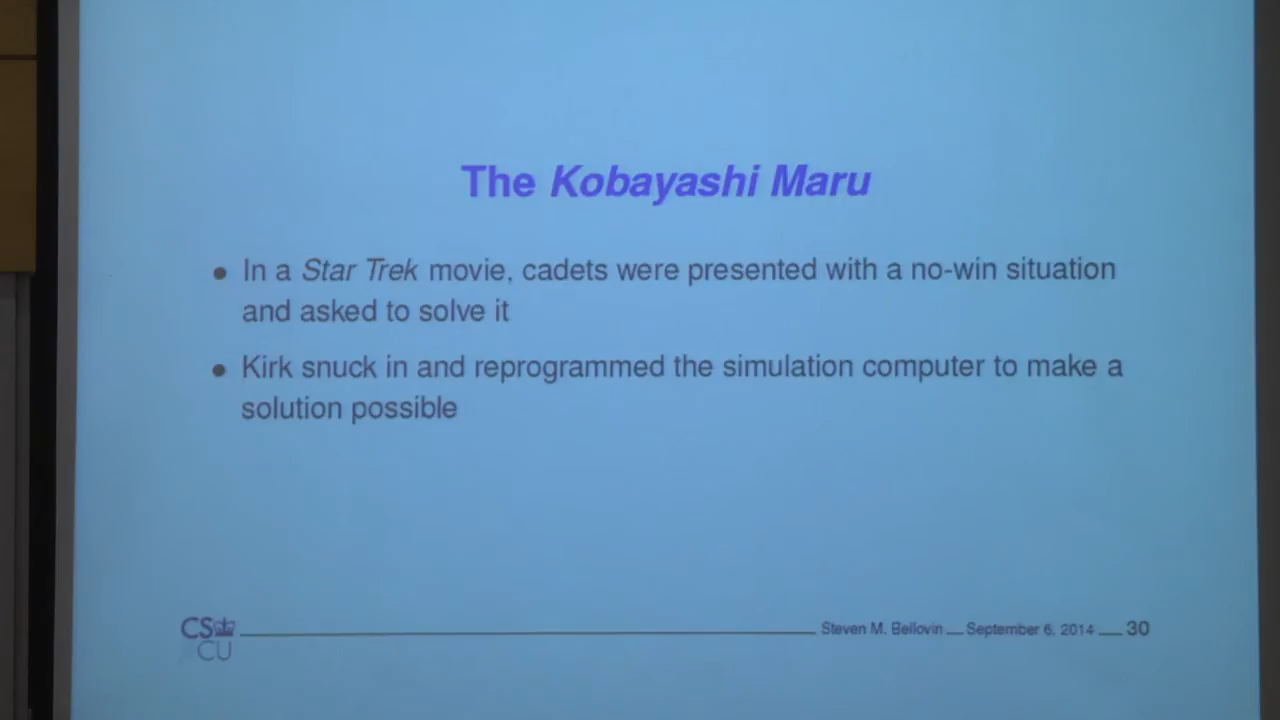 The Kobayashi Maru
• In a Star Trek movie, cadets were presented with a no-win situation
and asked to solve it
• Kirk snuck in and reprogrammed the simulation computer to make a
solution possible
CS
CU
Steven M. Bellovin — September 6, 2014 — 30